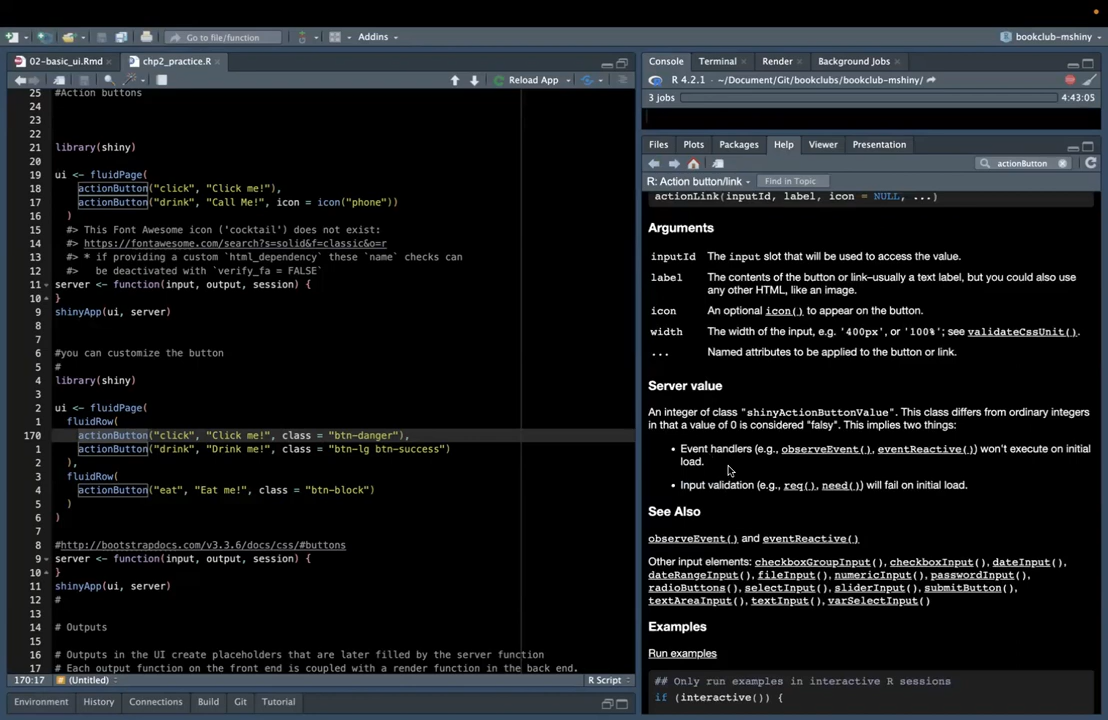 Go to file/function
Addins
bookclub-mshiny
02-basic_ui.Rmd
chp2_practice.R
Reload App
25 #Action buttons
24
23
22
21 library(shiny)
20
19 ui <- fluidPage(
18 actionButton("click", "Click me!"),
17 actionButton("drink", "Call Me!", icon = icon("phone"))
16 )
15 #> This Font Awesome icon ('cocktail') does not exist:
14 #> https://fontawesome.com/search?s=solid&f=classic&o=r
13 #> * if providing a custom `html_dependency` these `name` checks can
12 #> be deactivated with `verify_fa = FALSE`
11 server <- function(input, output, session) {
10 }
9 shinyApp(ui, server)
8
7
6 #you can customize the button
5 #
4 library(shiny)
3
2 ui <- fluidPage(
1 fluidRow(
170 actionButton("click", "Click me!", class = "btn-danger"),
1 actionButton("drink", "Drink me!", class = "btn-lg btn-success")
2 ),
3 fluidRow(
4 actionButton("eat", "Eat me!", class = "btn-block")
5 )
6 )
7
8 #http://bootstrapdocs.com/v3.3.6/docs/css/#buttons
9 server <- function(input, output, session) {
10 }
11 shinyApp(ui, server)
12 #
13
14 # Outputs
15
16 # Outputs in the UI create placeholders that are later filled by the server function
17 # Each output function on the front end is coupled with a render function in the back end.
170:17 (Untitled) R Script
Environment History Connections Build Git Tutorial
Console Terminal Render Background Jobs
R 4.2.1 · ~/Document/Git/bookclubs/bookclub-mshiny/
3 jobs 4:43:05
Files Plots Packages Help Viewer Presentation
actionButton
R: Action button/link Find in Topic
actionLink(inputId, label, icon = NULL, ...)
Arguments
inputId The input slot that will be used to access the value.
label The contents of the button or link–usually a text label, but you could also use
any other HTML, like an image.
icon An optional icon() to appear on the button.
width The width of the input, e.g. '400px', or '100%'; see validateCssUnit().
... Named attributes to be applied to the button or link.
Server value
An integer of class "shinyActionButtonValue". This class differs from ordinary integers
in that a value of 0 is considered "falsy". This implies two things:
• Event handlers (e.g., observeEvent(), eventReactive()) won't execute on initial
load.
• Input validation (e.g., req(), need()) will fail on initial load.
See Also
observeEvent() and eventReactive()
Other input elements: checkboxGroupInput(), checkboxInput(), dateInput(),
dateRangeInput(), fileInput(), numericInput(), passwordInput(),
radioButtons(), selectInput(), sliderInput(), submitButton(),
textAreaInput(), textInput(), varSelectInput()
Examples
Run examples
## Only run examples in interactive R sessions
if (interactive()) {